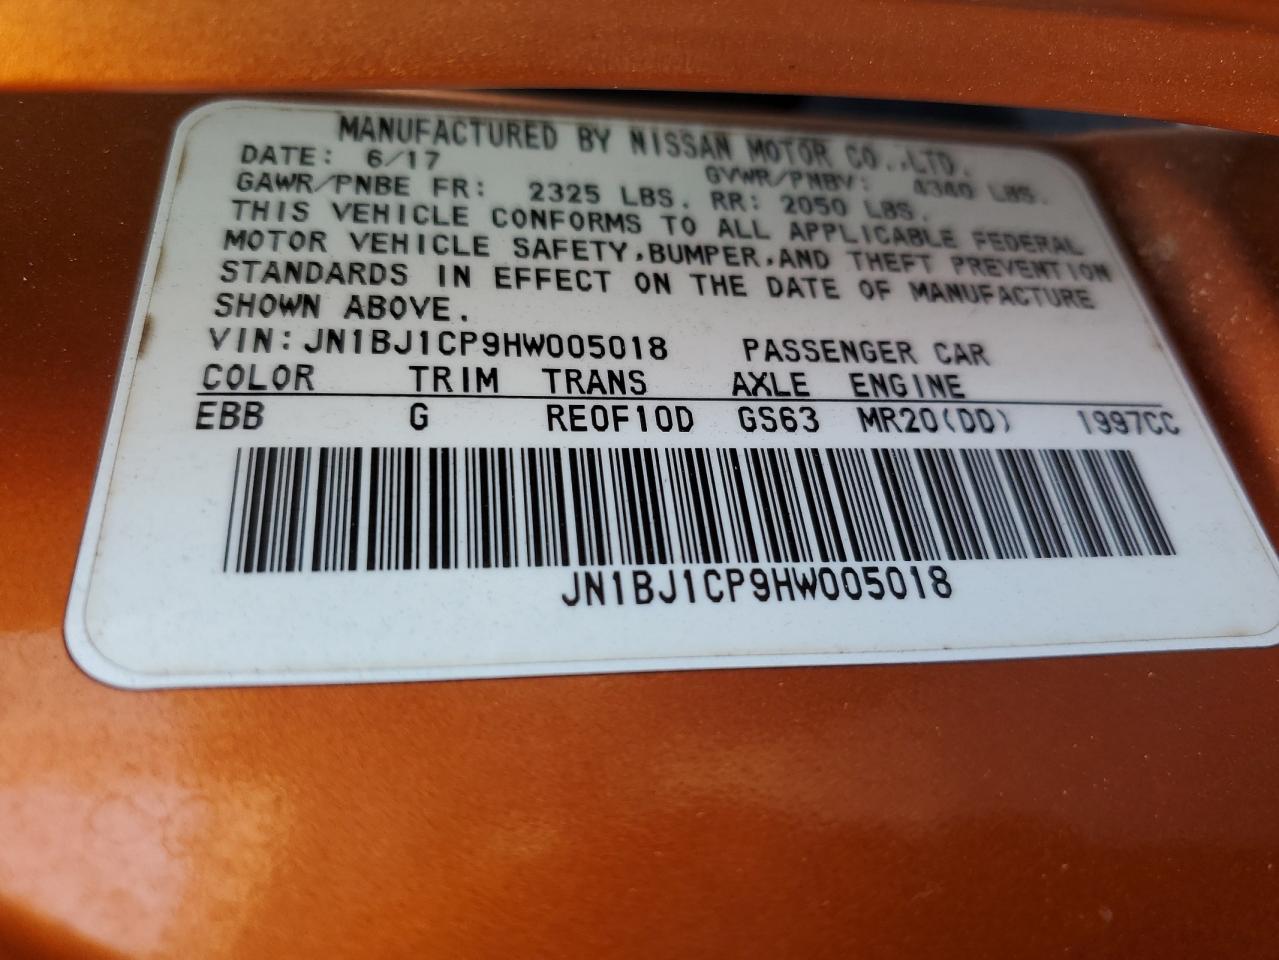 MANUFACTURED BY NISSAN MOTOR CO.,LTD.
DATE: 6/17 GVWR/PNBV: 4340 LBS.
GAWR/PNBE FR: 2325 LBS. RR: 2050 LBS.
THIS VEHICLE CONFORMS TO ALL APPLICABLE FEDERAL
MOTOR VEHICLE SAFETY,BUMPER,AND THEFT PREVENTION
STANDARDS IN EFFECT ON THE DATE OF MANUFACTURE
SHOWN ABOVE.
VIN: JN1BJ1CP9HW005018 PASSENGER CAR
COLOR TRIM TRANS AXLE ENGINE
EBB G RE0F10D GS63 MR20(DD) 1997CC
JN1BJ1CP9HW005018